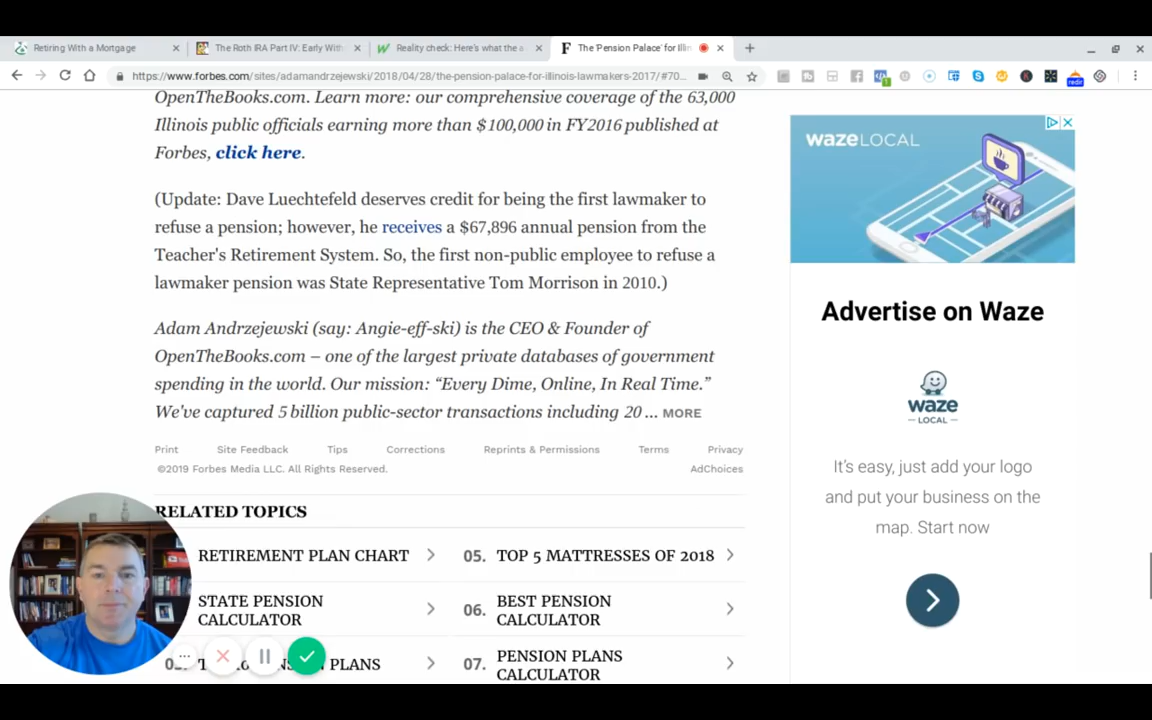 Retiring With a Mortgage
The Roth IRA Part IV: Early With
Reality check: Here's what the a
The 'Pension Palace' for Illin
https://www.forbes.com/sites/adamandrzejewski/2018/04/28/the-pension-palace-for-illinois-lawmakers-2017/#70...
redir
OpenTheBooks.com. Learn more: our comprehensive coverage of the 63,000
Illinois public officials earning more than $100,000 in FY2016 published at
Forbes, click here.
(Update: Dave Luechtefeld deserves credit for being the first lawmaker to
refuse a pension; however, he receives a $67,896 annual pension from the
Teacher's Retirement System. So, the first non-public employee to refuse a
lawmaker pension was State Representative Tom Morrison in 2010.)
Adam Andrzejewski (say: Angie-eff-ski) is the CEO & Founder of
OpenTheBooks.com – one of the largest private databases of government
spending in the world. Our mission: “Every Dime, Online, In Real Time.”
We've captured 5 billion public-sector transactions including 20 ... MORE
Print Site Feedback Tips Corrections Reprints & Permissions Terms Privacy
©2019 Forbes Media LLC. All Rights Reserved. AdChoices
RELATED TOPICS
RETIREMENT PLAN CHART
STATE PENSION
CALCULATOR
PLANS
05. TOP 5 MATTRESSES OF 2018
06. BEST PENSION
CALCULATOR
07. PENSION PLANS
CALCULATOR
waze LOCAL
Advertise on Waze
waze
LOCAL
It's easy, just add your logo
and put your business on the
map. Start now